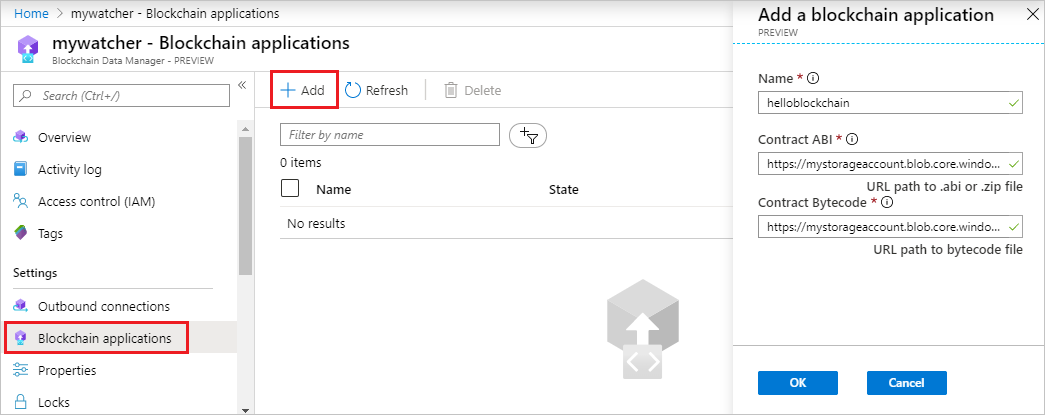 Home > mywatcher - Blockchain applications
mywatcher - Blockchain applications
Blockchain Data Manager - PREVIEW
Search (Ctrl+/)
Overview
Activity log
Access control (IAM)
Tags
Settings
Outbound connections
Blockchain applications
Properties
Locks
Add
Refresh
Delete
Filter by name
0 items
Name
State
No results
Add a blockchain application
PREVIEW
Name *
helloblockchain
Contract ABI *
https://mystorageaccount.blob.core.windo...
URL path to .abi or .zip file
Contract Bytecode *
https://mystorageaccount.blob.core.windo...
URL path to bytecode file
OK
Cancel